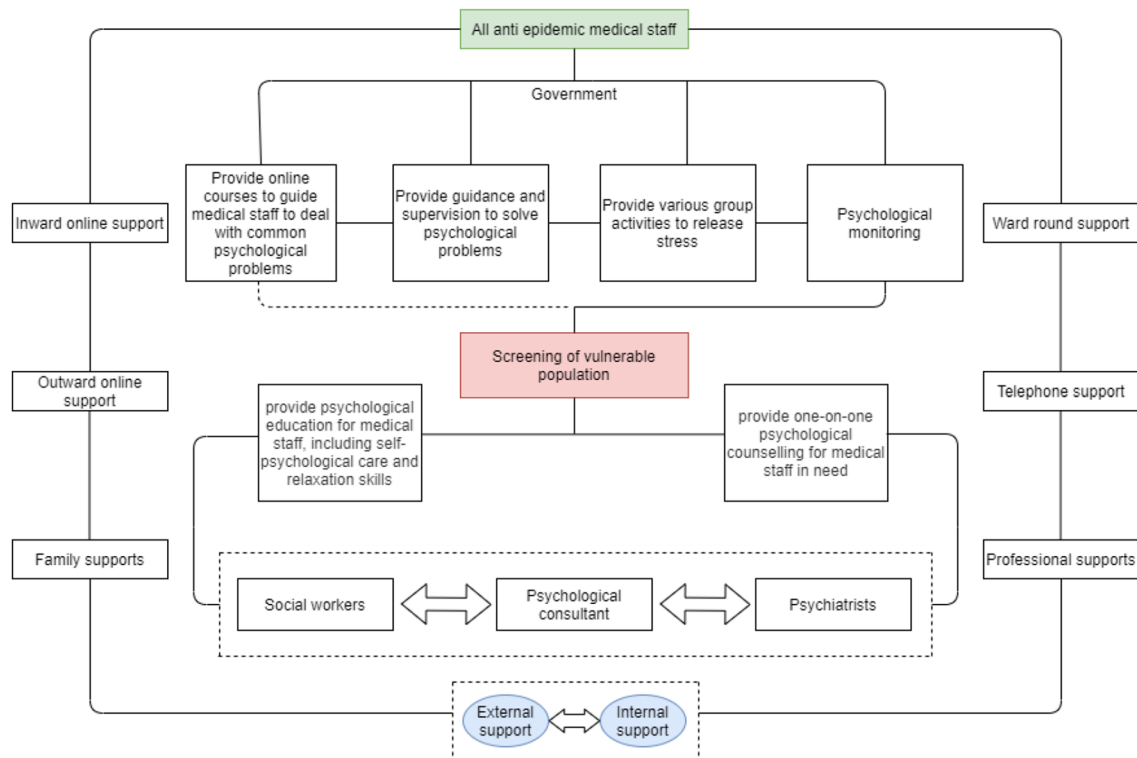 All anti epidemic medical staff
Government
Provide online
courses to guide
medical staff to deal
with common
psychological
problems
Provide guidance and
supervision to solve
psychological
problems
Provide various group
activities to release
stress
Psychological
monitoring
Inward online support
Ward round support
Screening of vulnerable
population
Outward online
support
Telephone support
provide psychological
education for medical
staff, including self-
psychological care and
relaxation skills
provide one-on-one
psychological
counselling for medical
staff in need
Family supports
Professional supports
Social workers
Psychological
consultant
Psychiatrists
External
support
Internal
support